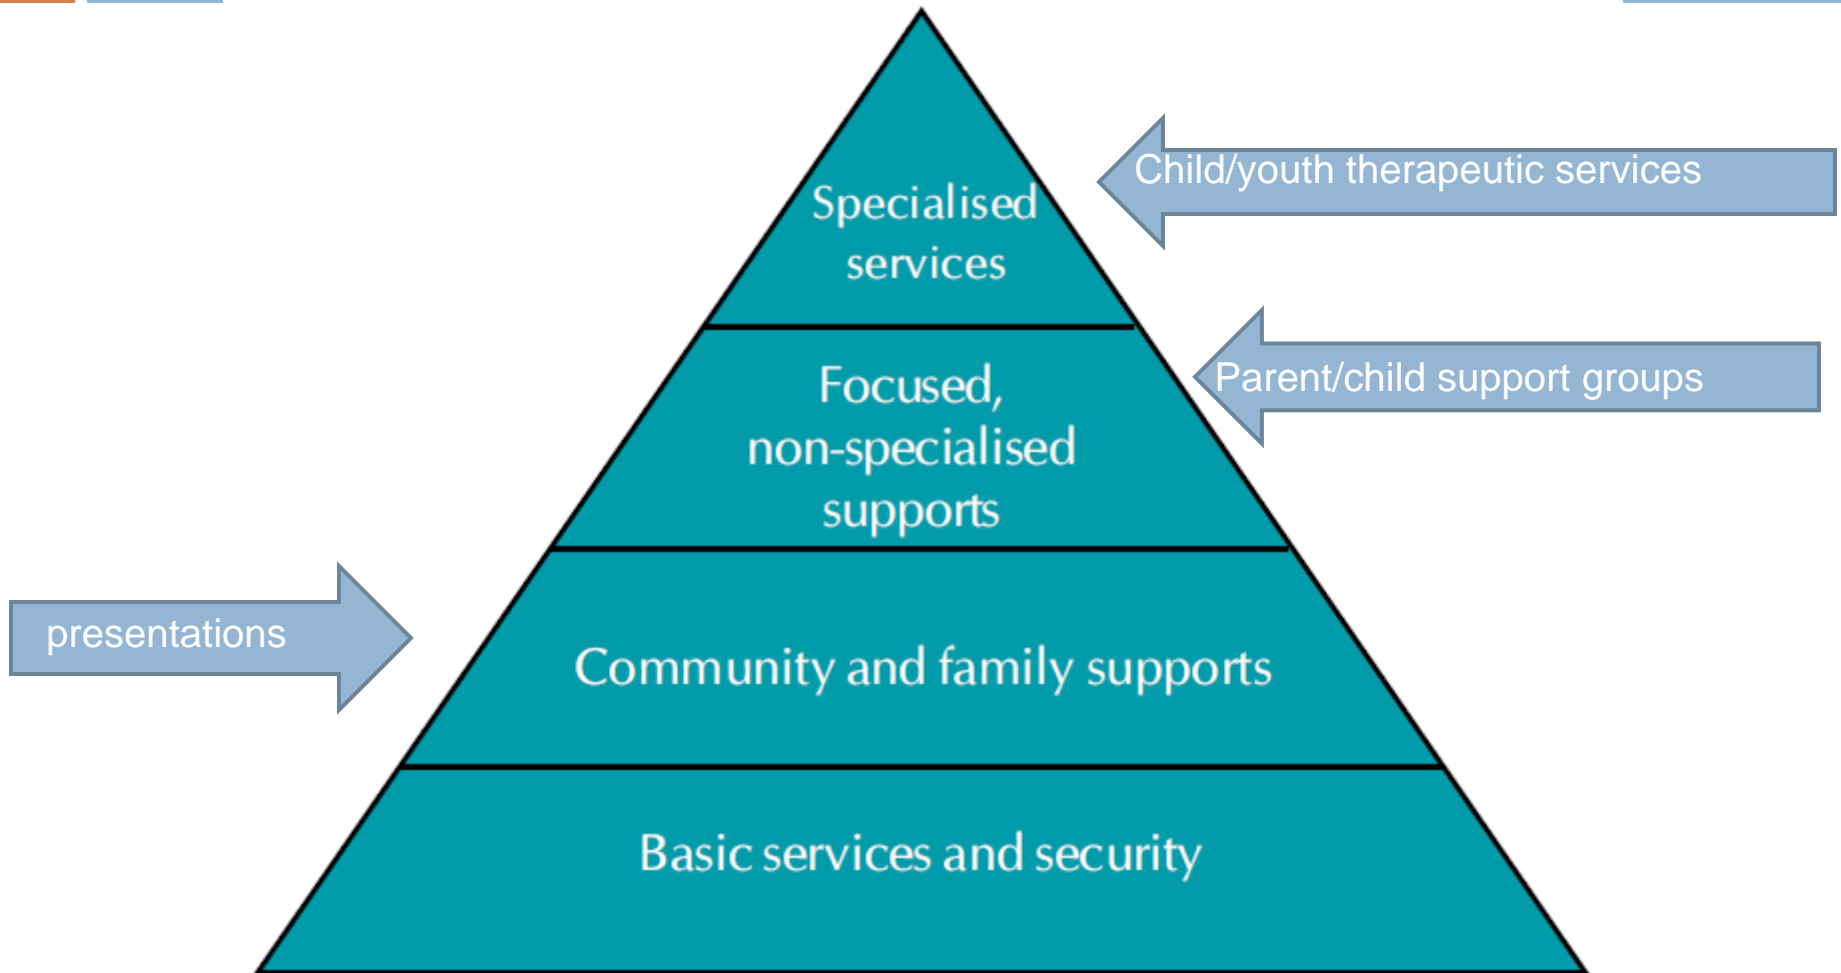 Child/youth therapeutic services
Specialised
services
Parent/child support groups
Focused,
non-specialised
supports
presentations
Community and family supports
Basic services and security